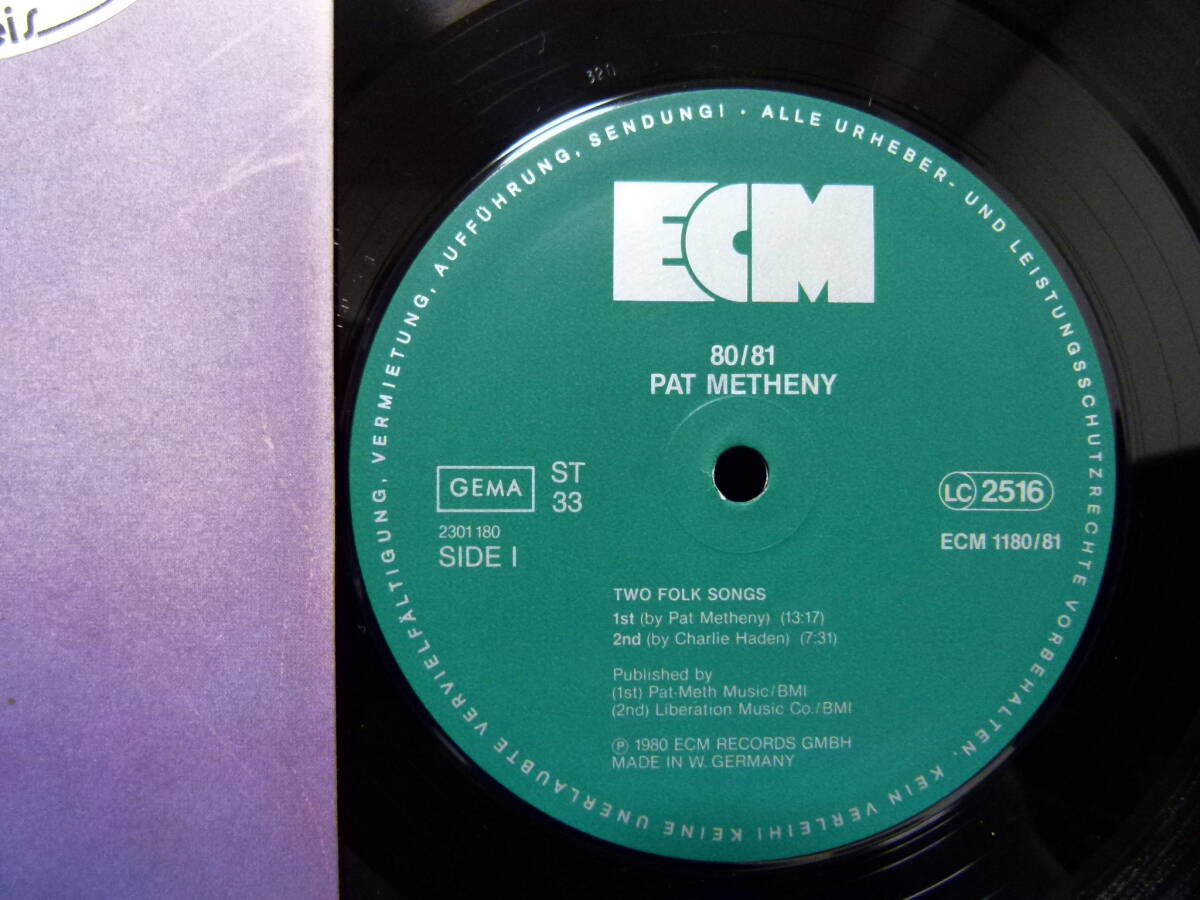 eis
320
ALLE URHEBER- UND LEISTUNGSSCHUTZRECHTE VORBEHALTEN. KEIN VERLEIH! KEINE UNERLAUBTE VERVIELFÄLTIGUNG, VERMIETUNG, AUFFÜHRUNG, SENDUNG! ·
ECM
80/81
PAT METHENY
GEMA
ST
33
2301 180
SIDE I
LC 2516
ECM 1180/81
TWO FOLK SONGS
1st (by Pat Metheny) (13:17)
2nd (by Charlie Haden) (7:31)
Published by
(1st) Pat-Meth Music/BMI
(2nd) Liberation Music Co./BMI
Ⓟ 1980 ECM RECORDS GMBH
MADE IN W. GERMANY